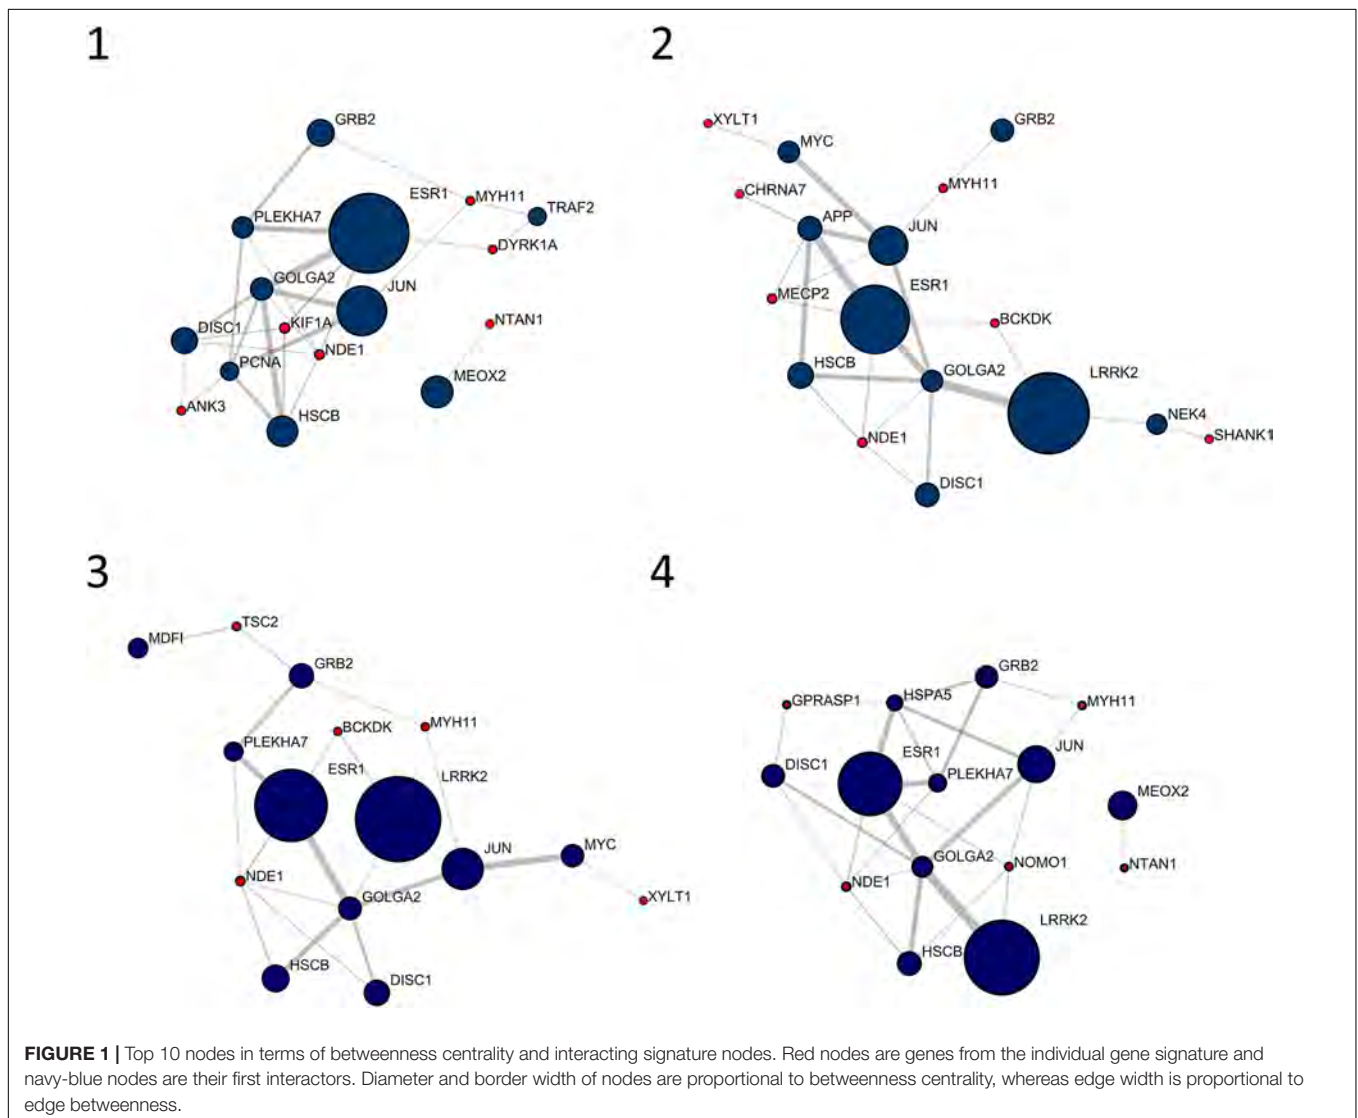 1
GRB2
ESR1
MYH11
TRAF2
PLEKHA7
DYRK1A
GOLGA2
JUN
DISC1
KIF1A
NTAN1
NDE1
PCNA
MEOX2
ANK3
HSCB
2
XYLT1
GRB2
MYC
CHRNA7
MYH11
APP
JUN
ESR1
MECP2
BCKDK
HSCB
GOLGA2
LRRK2
NEK4
NDE1
SHANK1
DISC1
3
TSC2
MDFI
GRB2
BCKDK
MYH11
PLEKHA7
ESR1
LRRK2
JUN
MYC
NDE1
GOLGA2
XYLT1
HSCB
DISC1
4
GRB2
GPRASP1
HSPA5
MYH11
ESR1
JUN
DISC1
PLEKHA7
MEOX2
GOLGA2
NOMO1
NTAN1
NDE1
LRRK2
HSCB
FIGURE 1 | Top 10 nodes in terms of betweenness centrality and interacting signature nodes. Red nodes are genes from the individual gene signature and
navy-blue nodes are their first interactors. Diameter and border width of nodes are proportional to betweenness centrality, whereas edge width is proportional to
edge betweenness.